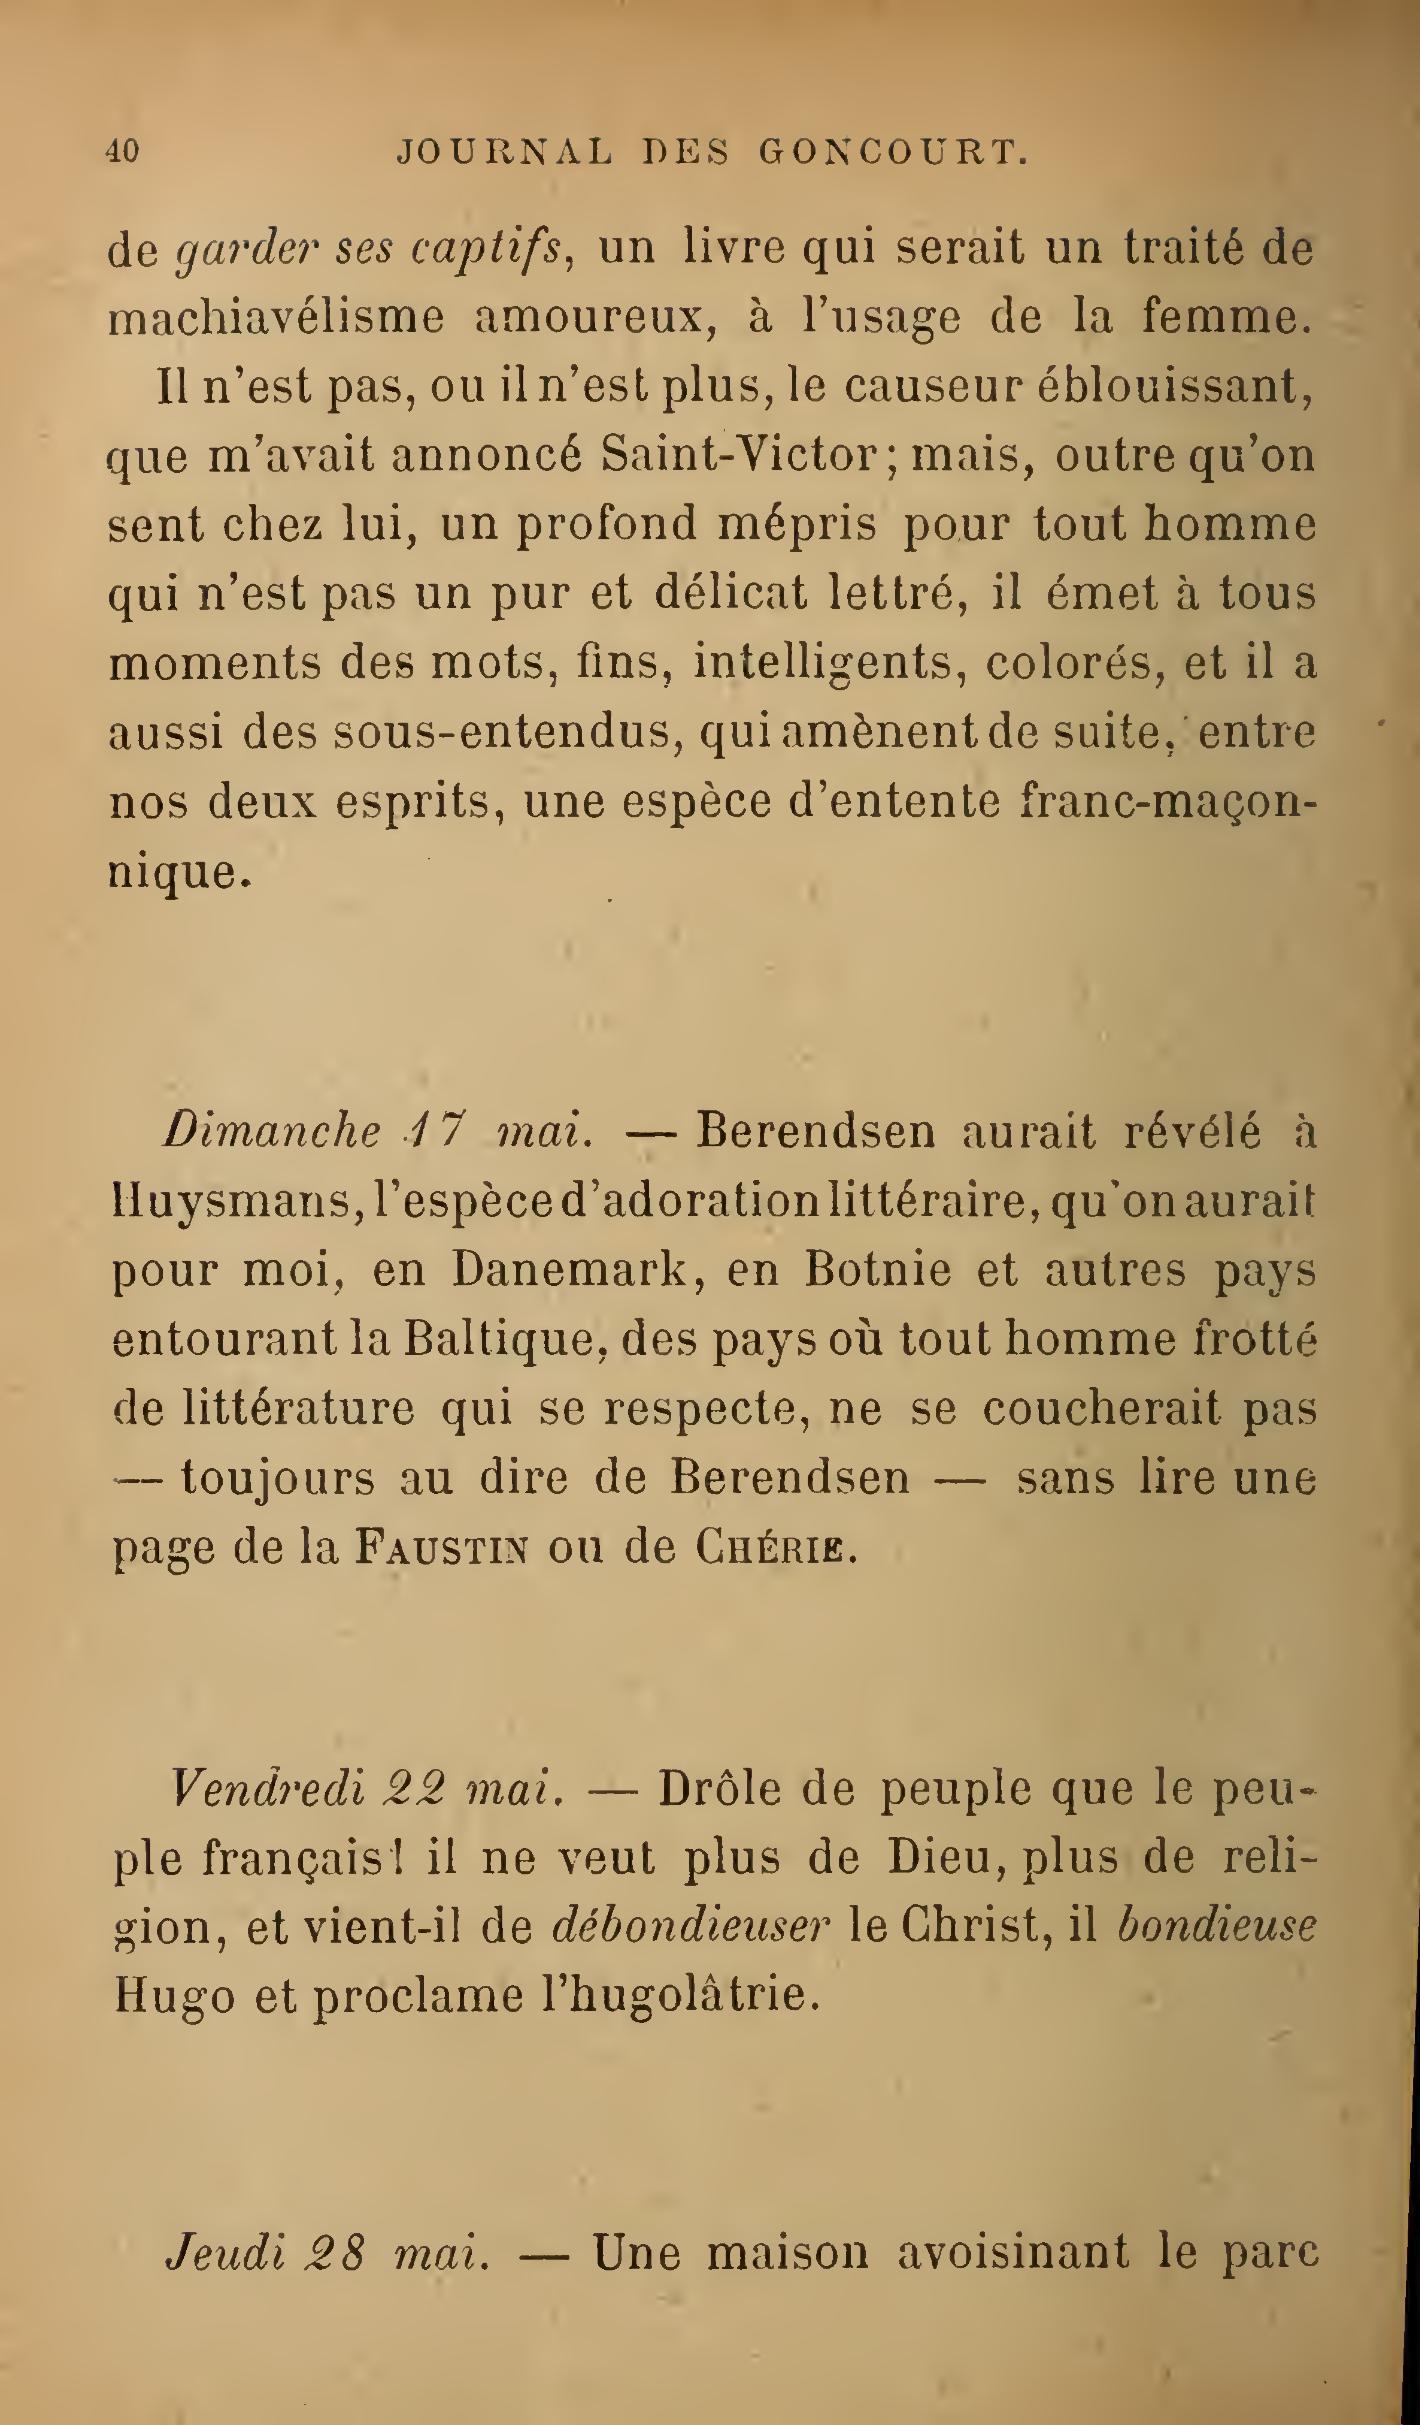 40 JOURNAL DES GONCOURT.
de garder ses captifs, un livre qui serait un traité de
machiavélisme amoureux, à l'usage de la femme.
Il n'est pas, ou il n'est plus, le causeur éblouissant,
que m'avait annoncé Saint-Victor; mais, outre qu'on
sent chez lui, un profond mépris pour tout homme
qui n'est pas un pur et délicat lettré, il émet à tous
moments des mots, fins, intelligents, colorés, et il a
aussi des sous-entendus, qui amènent de suite, entre
nos deux esprits, une espèce d'entente franc-maçon-
nique.
Dimanche 17 mai. — Berendsen aurait révélé à
Huysmans, l'espèce d'adoration littéraire, qu'on aurait
pour moi, en Danemark, en Botnie et autres pays
entourant la Baltique, des pays où tout homme frotté
de littérature qui se respecte, ne se coucherait pas
— toujours au dire de Berendsen — sans lire une
page de la FAUSTIN ou de CHÉRIE.
Vendredi 22 mai. — Drôle de peuple que le peu-
ple français! il ne veut plus de Dieu, plus de reli-
gion, et vient-il de débondieuser le Christ, il bondieuse
Hugo et proclame l'hugolâtrie.
Jeudi 28 mai. — Une maison avoisinant le parc